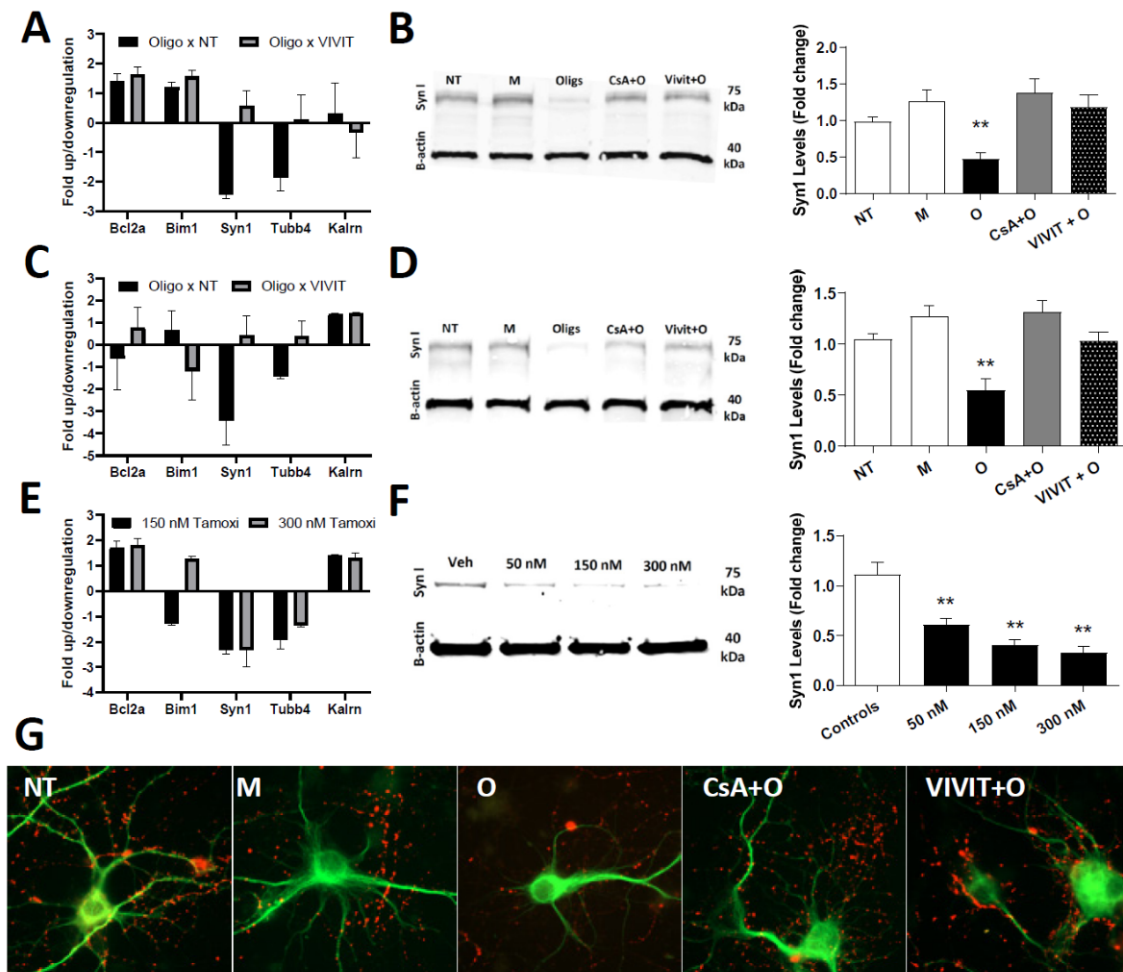 A
Oligo x NT Oligo x VIVIT
Fold up/downregulation
2
1
0
-1
-2
-3
Bcl2a Bim1 Syn1 Tubb4 Kalrn
B
NT M Oligs CsA+O Vivit+O
Syn I
75
kDa
B-actin
40
kDa
Syn1 Levels (Fold change)
2.0
1.5
1.0
0.5
0.0
**
NT M O CsA+O VIVIT + O
C
Oligo x NT Oligo x VIVIT
Fold up/downregulation
3
2
1
0
-1
-2
-3
-4
-5
Bcl2a Bim1 Syn1 Tubb4 Kalrn
D
NT M Oligs CsA+O Vivit+O
Syn I
75
kDa
B-actin
40
kDa
Syn1 Levels (Fold change)
1.5
1.0
0.5
0.0
**
NT M O CsA+O VIVIT + O
E
150 nM Tamoxi 300 nM Tamoxi
Fold up/downregulation
4
3
2
1
0
-1
-2
-3
-4
Bcl2a Bim1 Syn1 Tubb4 Kalrn
F
Veh 50 nM 150 nM 300 nM
Syn I
75
kDa
B-actin
40
kDa
Syn1 Levels (Fold change)
1.5
1.0
0.5
0.0
** ** **
Controls 50 nM 150 nM 300 nM
G
NT M O CsA+O VIVIT+O